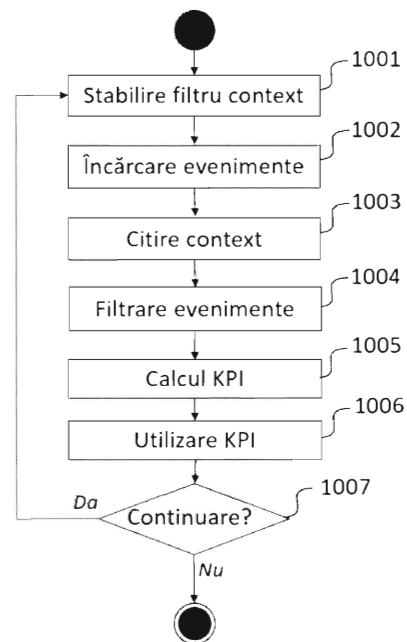 1001
Stabilire filtru context
1002
Încărcare evenimente
1003
Citire context
1004
Filtrare evenimente
1005
Calcul KPI
1006
Utilizare KPI
1007
Da
Continuare?
Nu